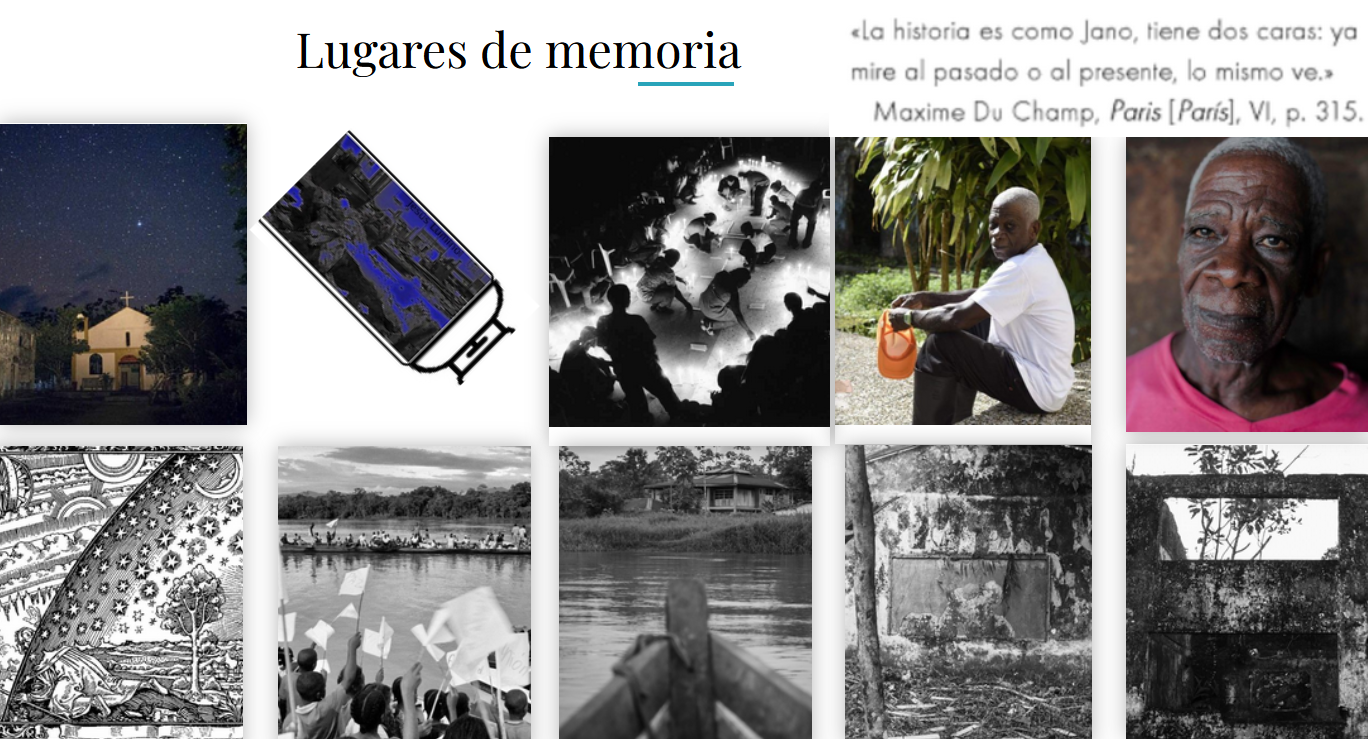 Lugares de memoria
«La historia es como Jano, tiene dos caras: ya
mire al pasado o al presente, lo mismo ve.»
Maxime Du Champ, Paris [París], VI, p. 315.